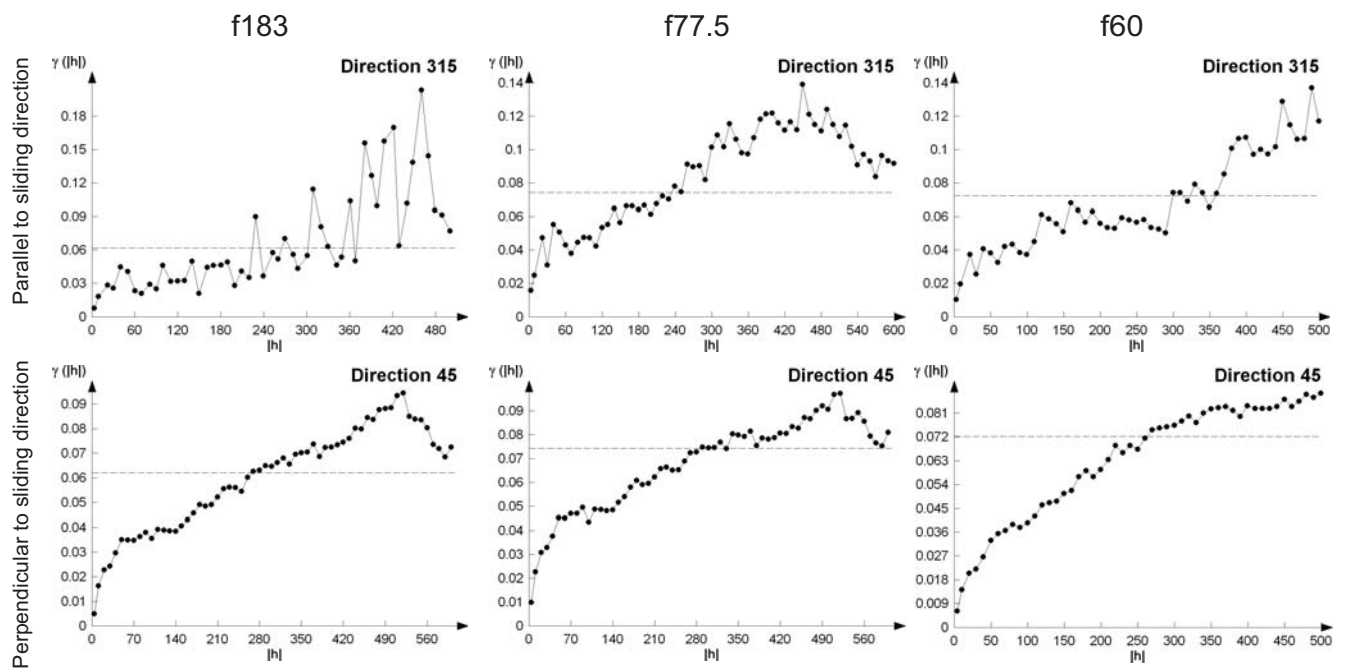 f183
f77.5
f60
Parallel to sliding direction
γ (|h|)
Direction 315
0.18
0.15
0.12
0.09
0.06
0.03
0
0 60 120 180 240 300 360 420 480
|h|
γ (|h|)
Direction 315
0.14
0.12
0.1
0.08
0.06
0.04
0.02
0
0 60 120 180 240 300 360 420 480 540 600
|h|
γ (|h|)
Direction 315
0.14
0.12
0.1
0.08
0.06
0.04
0.02
0
0 50 100 150 200 250 300 350 400 450 500
|h|
Perpendicular to sliding direction
γ (|h|)
Direction 45
0.09
0.08
0.07
0.06
0.05
0.04
0.03
0.02
0.01
0
0 70 140 210 280 350 420 490 560
|h|
γ (|h|)
Direction 45
0.09
0.08
0.07
0.06
0.05
0.04
0.03
0.02
0.01
0
0 70 140 210 280 350 420 490 560
|h|
γ (|h|)
Direction 45
0.081
0.072
0.063
0.054
0.045
0.036
0.027
0.018
0.009
0
0 50 100 150 200 250 300 350 400 450 500
|h|